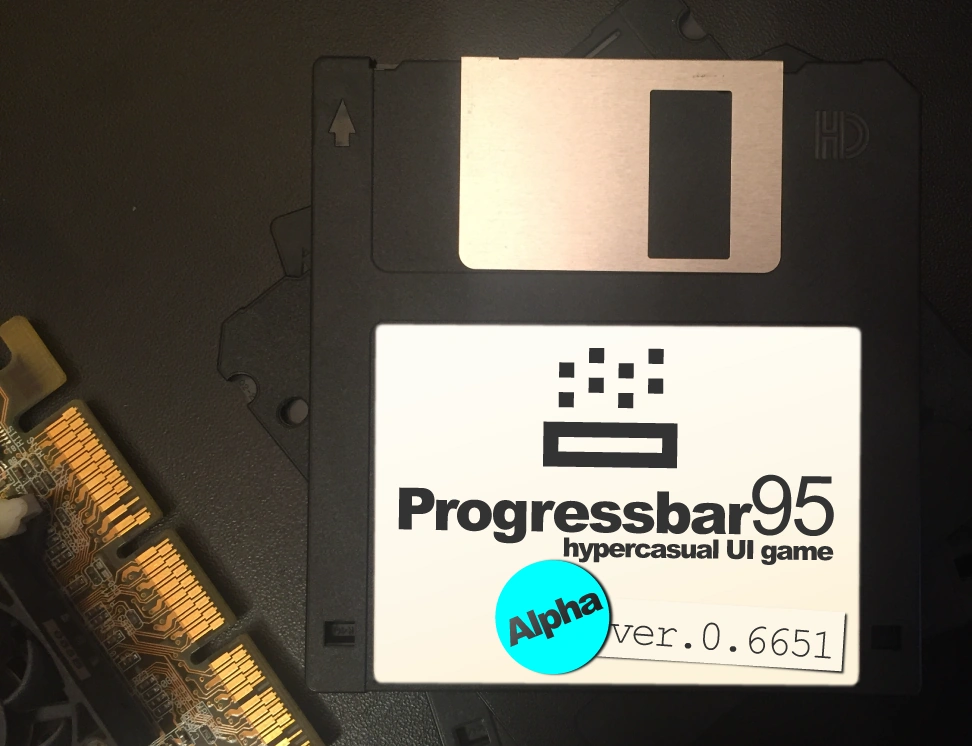 HD
Progressbar95
hypercasual UI game
Alpha
ver.0.6651